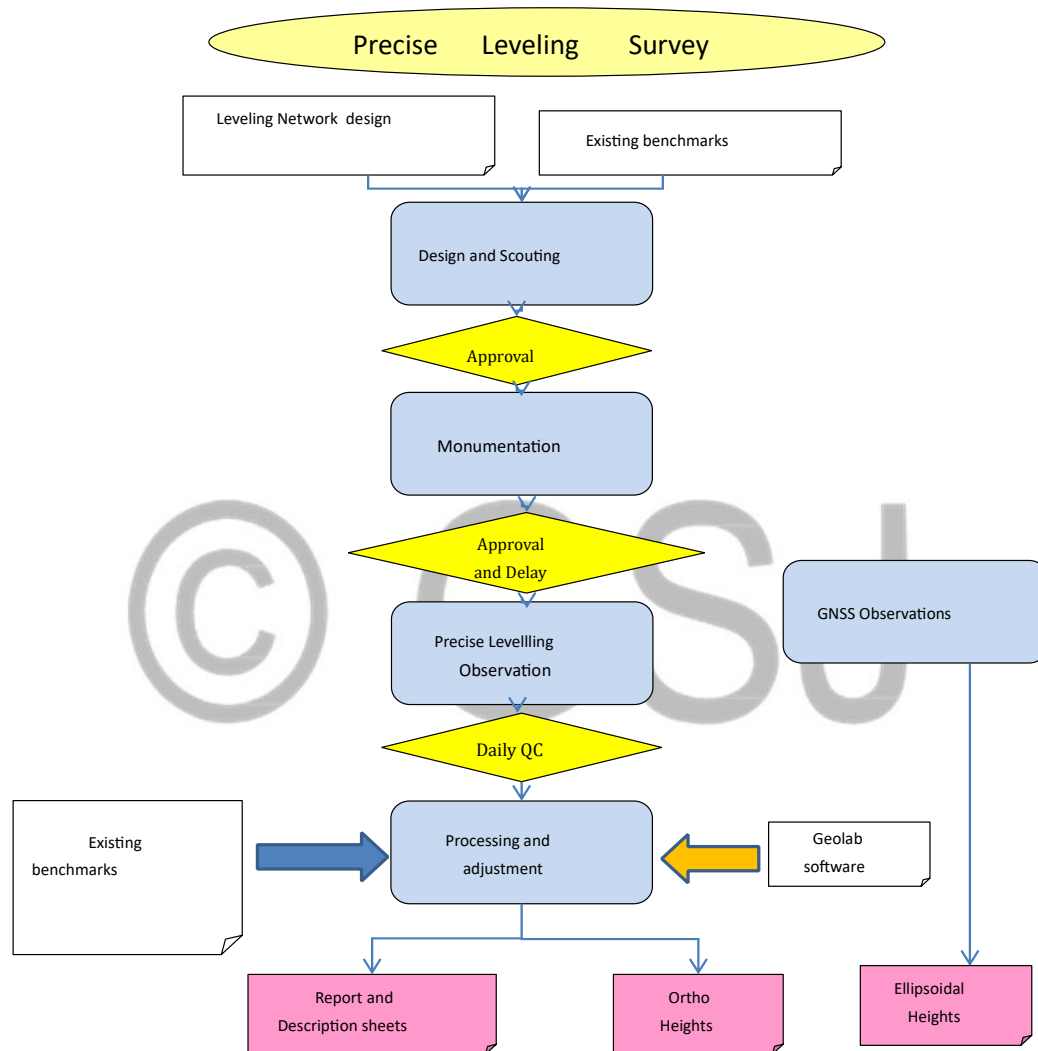 Precise Leveling Survey
Leveling Network design
Existing benchmarks
Design and Scouting
Approval
Monumentation
Approval
and Delay
GNSS Observations
Precise Levellling
Observation
Daily QC
Existing
benchmarks
Processing and
adjustment
Geolab
software
Report and
Description sheets
Ortho
Heights
Ellipsoidal
Heights
© GSJ